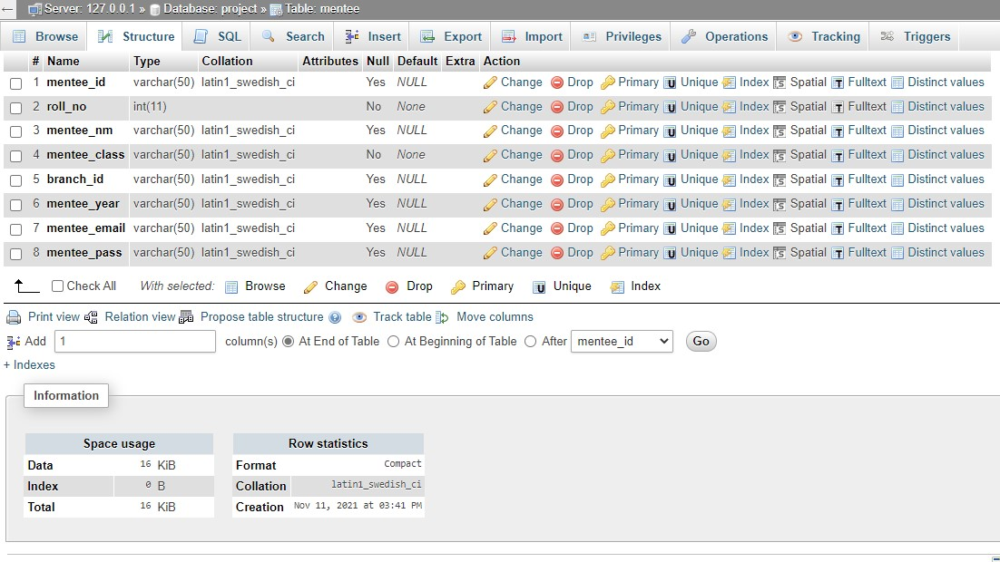 ← Server: 127.0.0.1 » Database: project » Table: mentee
Browse Structure SQL Search Insert Export Import Privileges Operations Tracking Triggers
# Name Type Collation Attributes Null Default Extra Action
1 mentee_id varchar(50) latin1_swedish_ci Yes NULL Change Drop Primary Unique Index Spatial Fulltext Distinct values
2 roll_no int(11) No None Change Drop Primary Unique Index Spatial Fulltext Distinct values
3 mentee_nm varchar(50) latin1_swedish_ci Yes NULL Change Drop Primary Unique Index Spatial Fulltext Distinct values
4 mentee_class varchar(50) latin1_swedish_ci No None Change Drop Primary Unique Index Spatial Fulltext Distinct values
5 branch_id varchar(50) latin1_swedish_ci Yes NULL Change Drop Primary Unique Index Spatial Fulltext Distinct values
6 mentee_year varchar(50) latin1_swedish_ci Yes NULL Change Drop Primary Unique Index Spatial Fulltext Distinct values
7 mentee_email varchar(50) latin1_swedish_ci Yes NULL Change Drop Primary Unique Index Spatial Fulltext Distinct values
8 mentee_pass varchar(50) latin1_swedish_ci Yes NULL Change Drop Primary Unique Index Spatial Fulltext Distinct values
Check All With selected: Browse Change Drop Primary Unique Index
Print view Relation view Propose table structure Track table Move columns
Add 1 column(s) At End of Table At Beginning of Table After mentee_id Go
+ Indexes
Information
Space usage
Data 16 KiB
Index 0 B
Total 16 KiB
Row statistics
Format Compact
Collation latin1_swedish_ci
Creation Nov 11, 2021 at 03:41 PM